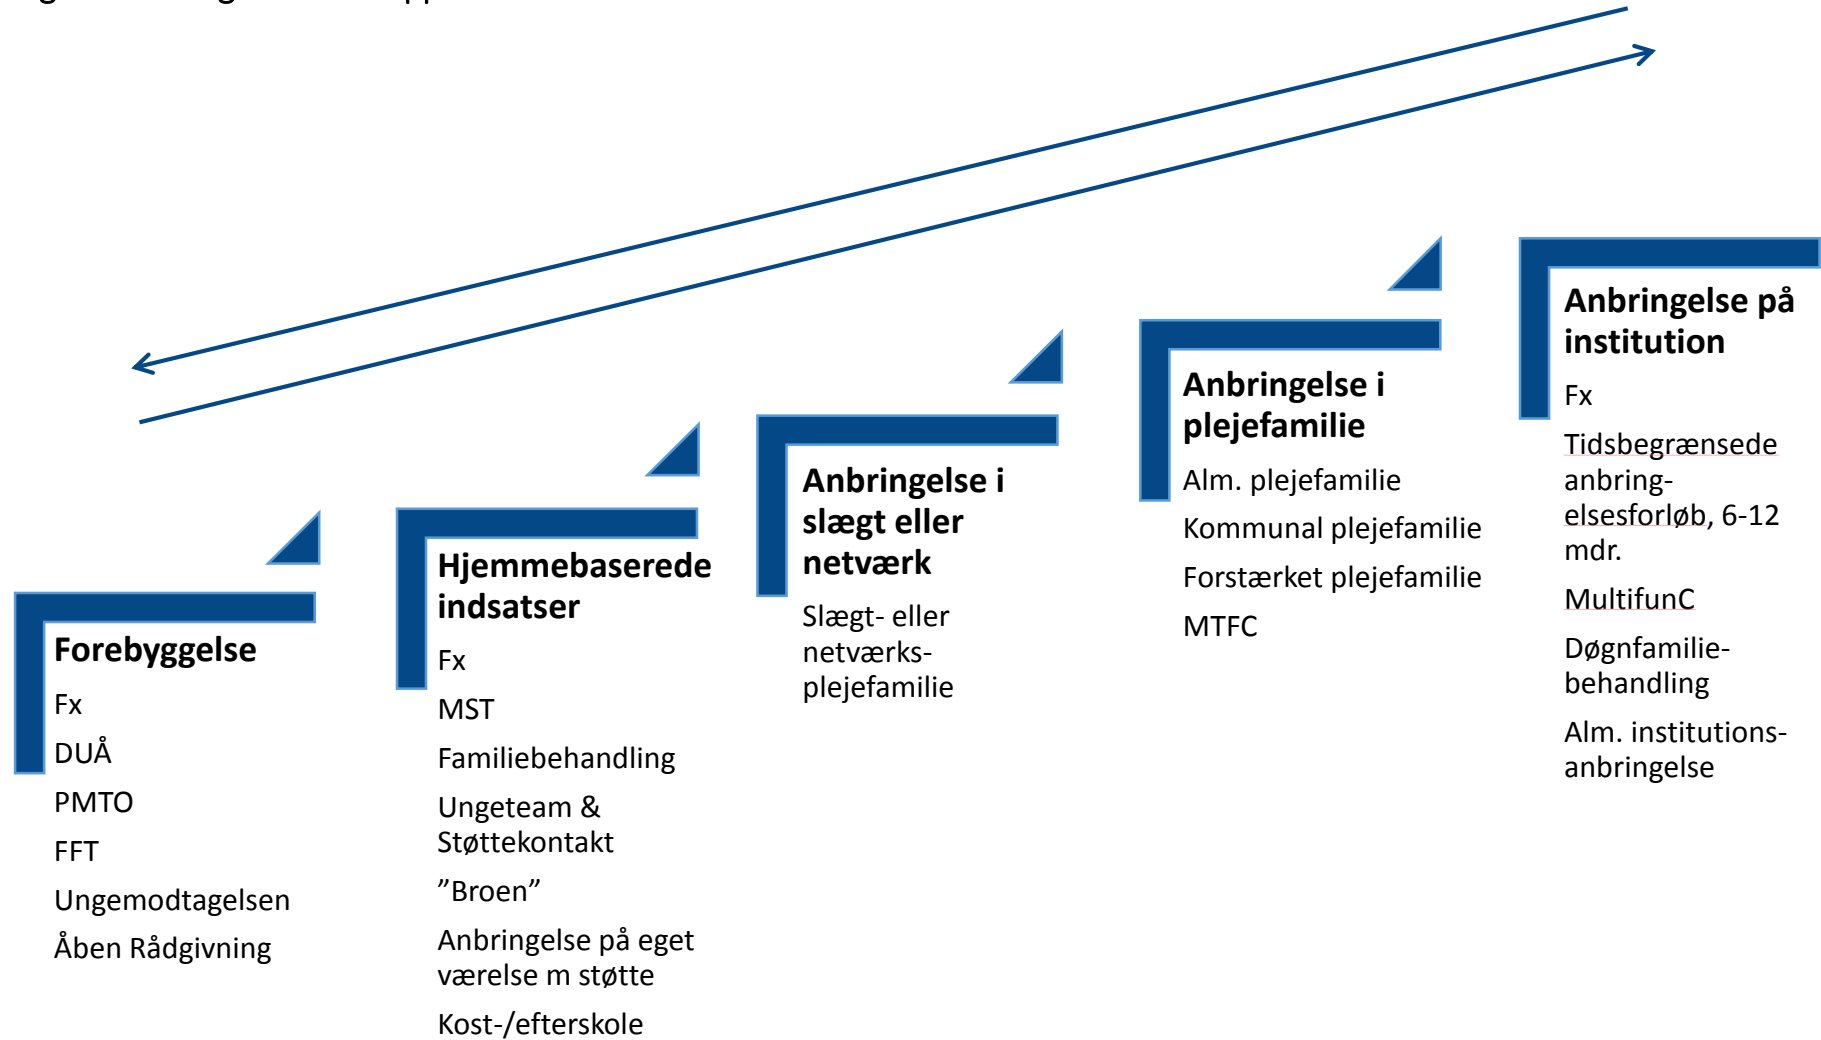 Forebyggelse
Fx
DUÅ
PMTO
FFT
Ungemodtagelsen
Åben Rådgivning
Hjemmebaserede
indsatser
Fx
MST
Familiebehandling
Ungeteam &
Støttekontakt
”Broen”
Anbringelse på eget
værelse m støtte
Kost-/efterskole
Anbringelse i
slægt eller
netværk
Slægt- eller
netværks-
plejefamilie
Anbringelse i
plejefamilie
Alm. plejefamilie
Kommunal plejefamilie
Forstærket plejefamilie
MTFC
Anbringelse på
institution
Fx
Tidsbegrænsede
anbring-
elsesforløb, 6-12
mdr.
MultifunC
Døgnfamilie-
behandling
Alm. institutions-
anbringelse